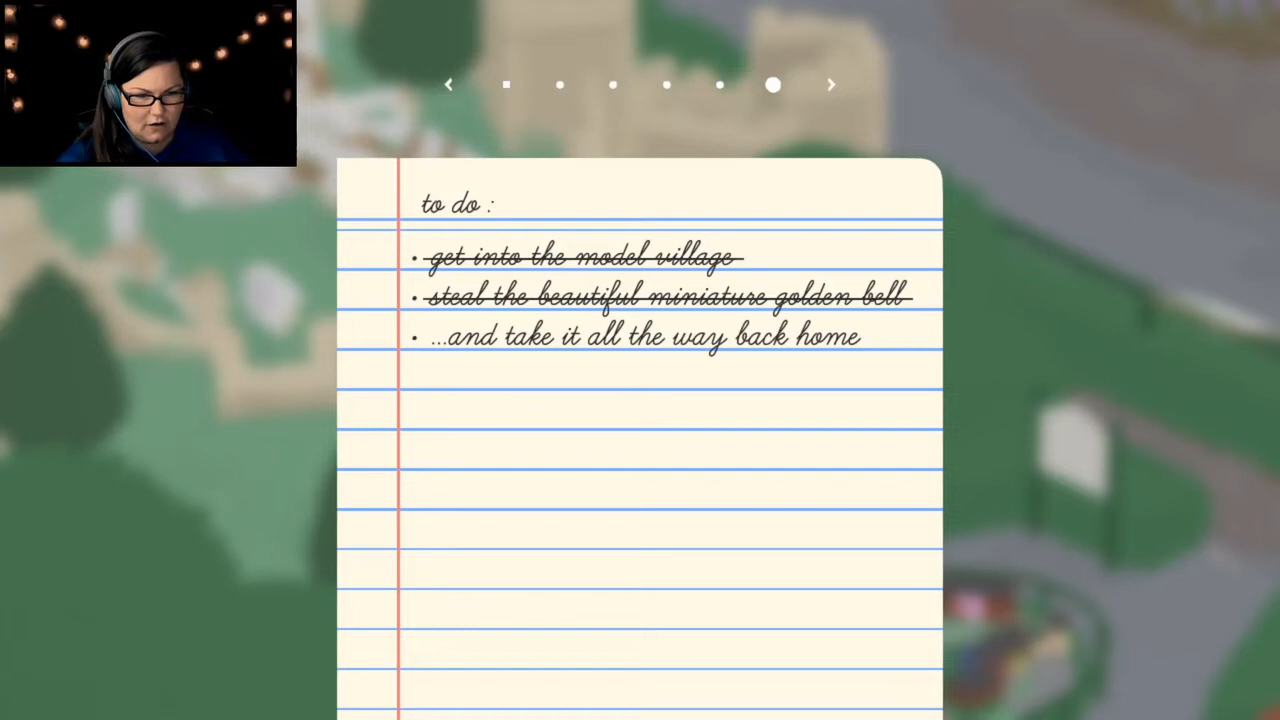 to do :
• get into the model village
• steal the beautiful miniature golden bell
• ...and take it all the way back home